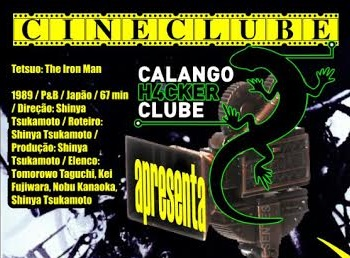 CINECLUBE
Tetsuo: The Iron Man
1989 / P&B / Japão / 67 min
/ Direção: Shinya
Tsukamoto / Roteiro:
Shinya Tsukamoto /
Produção: Shinya
Tsukamoto / Elenco:
Tomorowo Taguchi, Kei
Fujiwara, Nobu Kanaoka,
Shinya Tsukamoto
CALANGO
H4CKER
CLUBE
apresenta